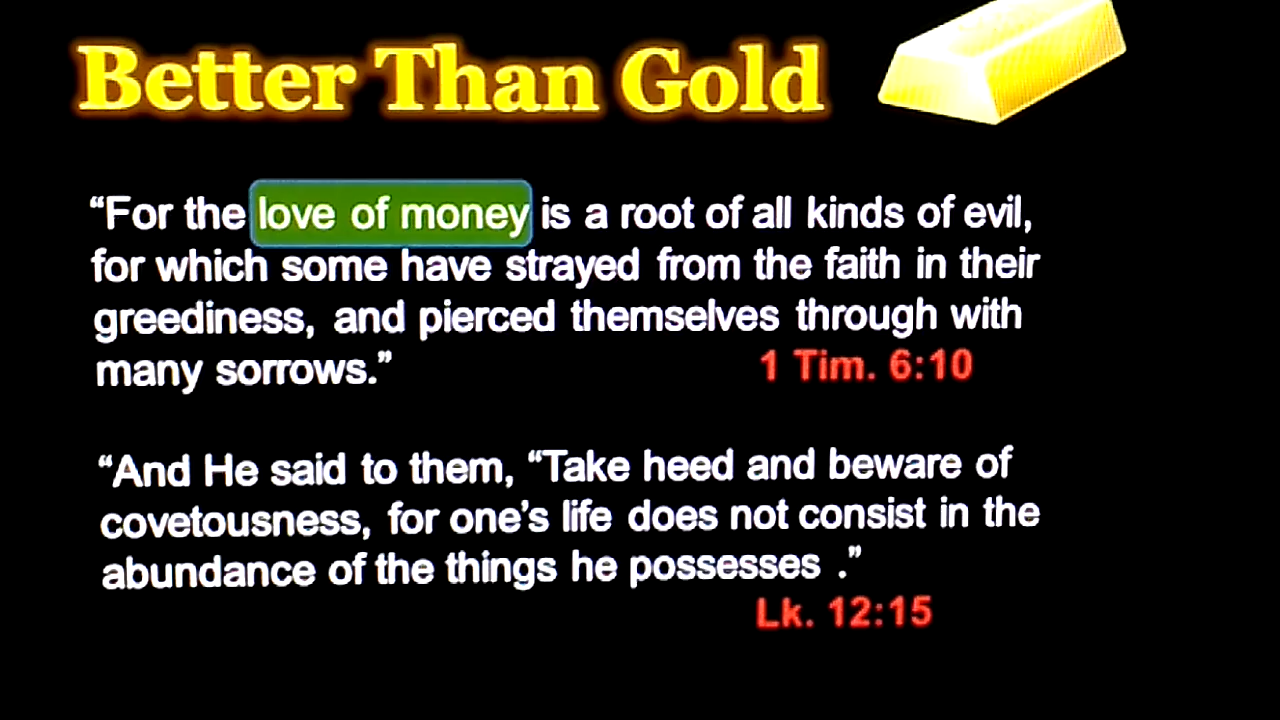 Better Than Gold
“For the love of money is a root of all kinds of evil,
for which some have strayed from the faith in their
greediness, and pierced themselves through with
many sorrows.”
1 Tim. 6:10
“And He said to them, “Take heed and beware of
covetousness, for one’s life does not consist in the
abundance of the things he possesses .”
Lk. 12:15